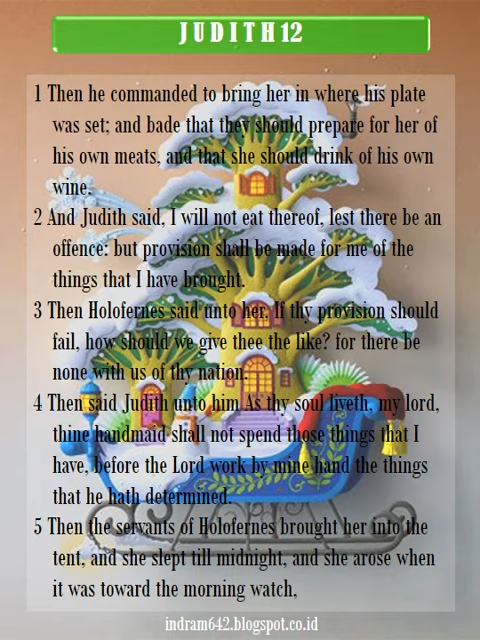 J U D I T H 12
1 Then he commanded to bring her in where his plate
was set; and bade that they should prepare for her of
his own meats, and that she should drink of his own
wine.
2 And Judith said, I will not eat thereof, lest there be an
offence: but provision shall be made for me of the
things that I have brought.
3 Then Holofernes said unto her, If thy provision should
fail, how should we give thee the like? for there be
none with us of thy nation.
4 Then said Judith unto him As thy soul liveth, my lord,
thine handmaid shall not spend those things that I
have, before the Lord work by mine hand the things
that he hath determined.
5 Then the servants of Holofernes brought her into the
tent, and she slept till midnight, and she arose when
it was toward the morning watch,
indram642.blogspot.co.id